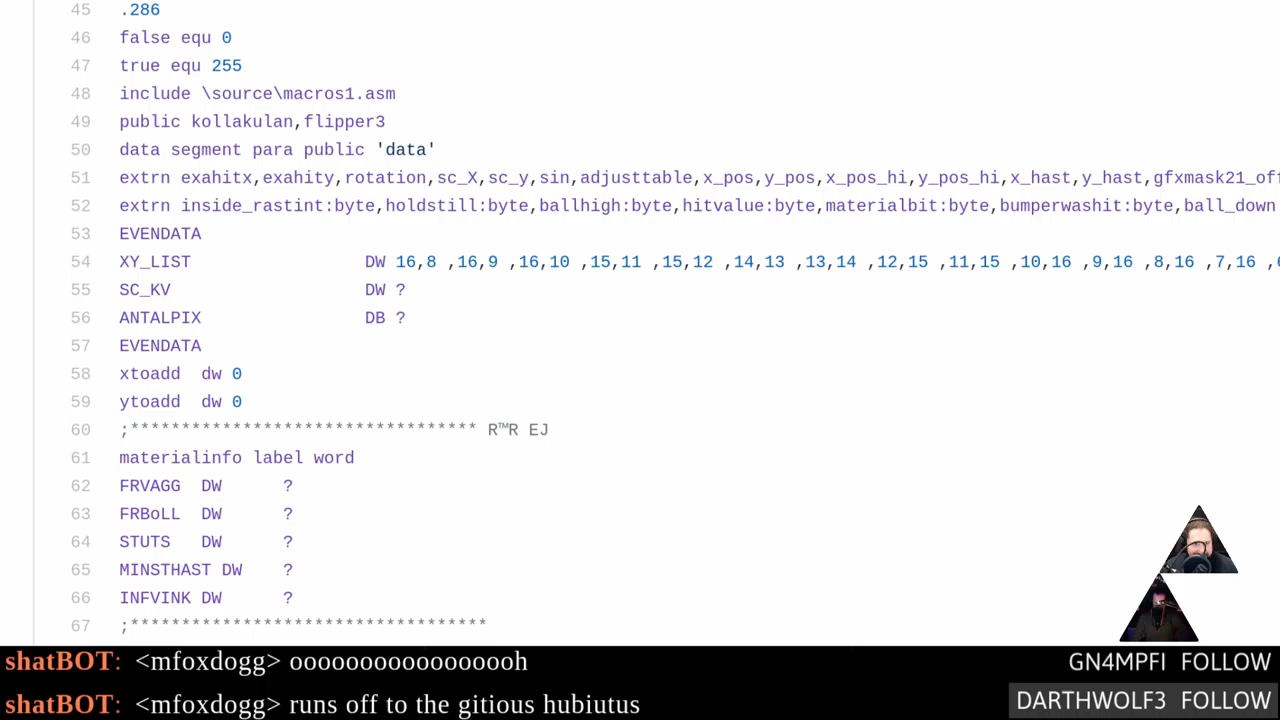 45 .286
46 false equ 0
47 true equ 255
48 include \source\macros1.asm
49 public kollakulan,flipper3
50 data segment para public 'data'
51 extrn exahitx,exahity,rotation,sc_X,sc_y,sin,adjusttable,x_pos,y_pos,x_pos_hi,y_pos_hi,x_hast,y_hast,gfxmask21_off
52 extrn inside_rastint:byte,holdstill:byte,ballhigh:byte,hitvalue:byte,materialbit:byte,bumperwashit:byte,ball_down
53 EVENDATA
54 XY_LIST DW 16,8 ,16,9 ,16,10 ,15,11 ,15,12 ,14,13 ,13,14 ,12,15 ,11,15 ,10,16 ,9,16 ,8,16 ,7,16 ,6
55 SC_KV DW ?
56 ANTALPIX DB ?
57 EVENDATA
58 xtoadd dw 0
59 ytoadd dw 0
60 ;********************************** R™R EJ
61 materialinfo label word
62 FRVAGG DW ?
63 FRBoLL DW ?
64 STUTS DW ?
65 MINSTHAST DW ?
66 INFVINK DW ?
67 ;***********************************
shatBOT: <mfoxdogg> oooooooooooooooh
GN4MPFI FOLLOW
shatBOT: <mfoxdogg> runs off to the gitious hubiutus
DARTHWOLF3 FOLLOW